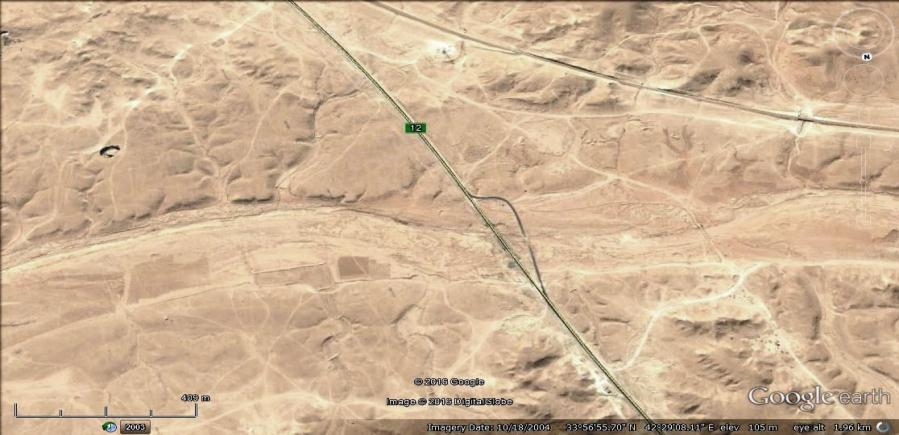 N
12
© 2016 Google
Image © 2016 DigitalGlobe
Google earth
409 m
2003
Imagery Date: 10/18/2004 33°56'55.70" N 42°29'08.11" E elev 105 m eye alt 1.96 km